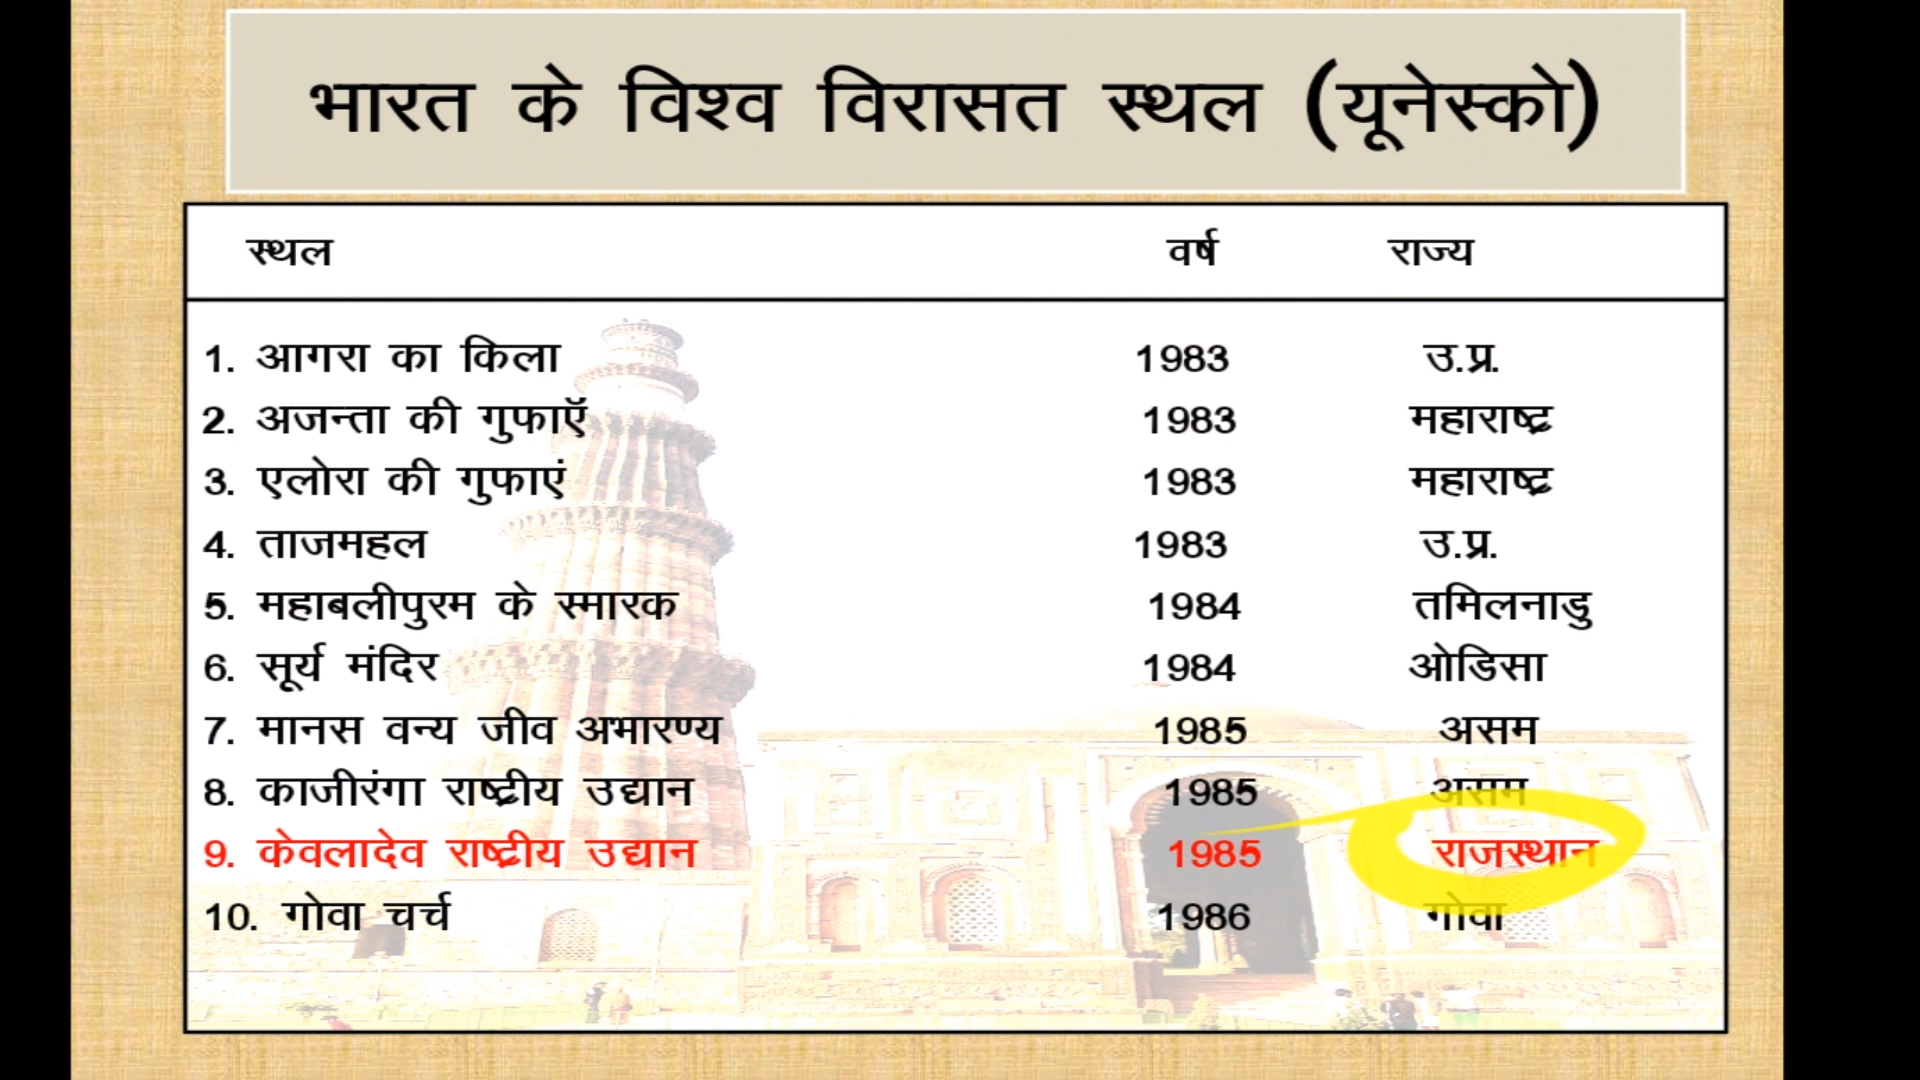 भारत के विश्व विरासत स्थल (यूनेस्को)
स्थल वर्ष राज्य
1. आगरा का किला 1983 उ.प्र.
2. अजन्ता की गुफाऍ 1983 महाराष्ट्र
3. एलोरा की गुफाएं 1983 महाराष्ट्र
4. ताजमहल 1983 उ.प्र.
5. महाबलीपुरम के स्मारक 1984 तमिलनाडु
6. सूर्य मंदिर 1984 ओडिसा
7. मानस वन्य जीव अभारण्य 1985 असम
8. काजीरंगा राष्ट्रीय उद्यान 1985 असम
9. केवलादेव राष्ट्रीय उद्यान 1985 राजस्थान
10. गोवा चर्च 1986 गोवा